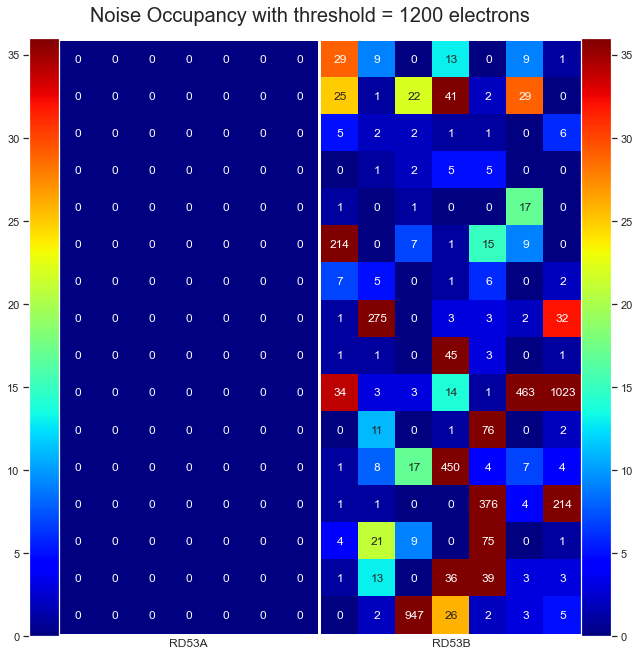 Noise Occupancy with threshold = 1200 electrons
35 0 0 0 0 0 0 0 29 9 0 13 0 9 1 35
0 0 0 0 0 0 0 25 1 22 41 2 29 0
30 0 0 0 0 0 0 0 5 2 2 1 1 0 6 30
0 0 0 0 0 0 0 0 1 2 5 5 0 0
25 0 0 0 0 0 0 0 1 0 1 0 0 17 0 25
0 0 0 0 0 0 0 214 0 7 1 15 9 0
20 0 0 0 0 0 0 0 7 5 0 1 6 0 2 20
0 0 0 0 0 0 0 1 275 0 3 3 2 32
15 0 0 0 0 0 0 0 1 1 0 45 3 0 1 15
0 0 0 0 0 0 0 34 3 3 14 1 463 1023
0 0 0 0 0 0 0 0 11 0 1 76 0 2
10 0 0 0 0 0 0 0 1 8 17 450 4 7 4 10
0 0 0 0 0 0 0 1 1 0 0 376 4 214
5 0 0 0 0 0 0 0 4 21 9 0 75 0 1 5
0 0 0 0 0 0 0 1 13 0 36 39 3 3
0 0 0 0 0 0 0 0 2 947 26 2 3 5
0 RD53A RD53B 0